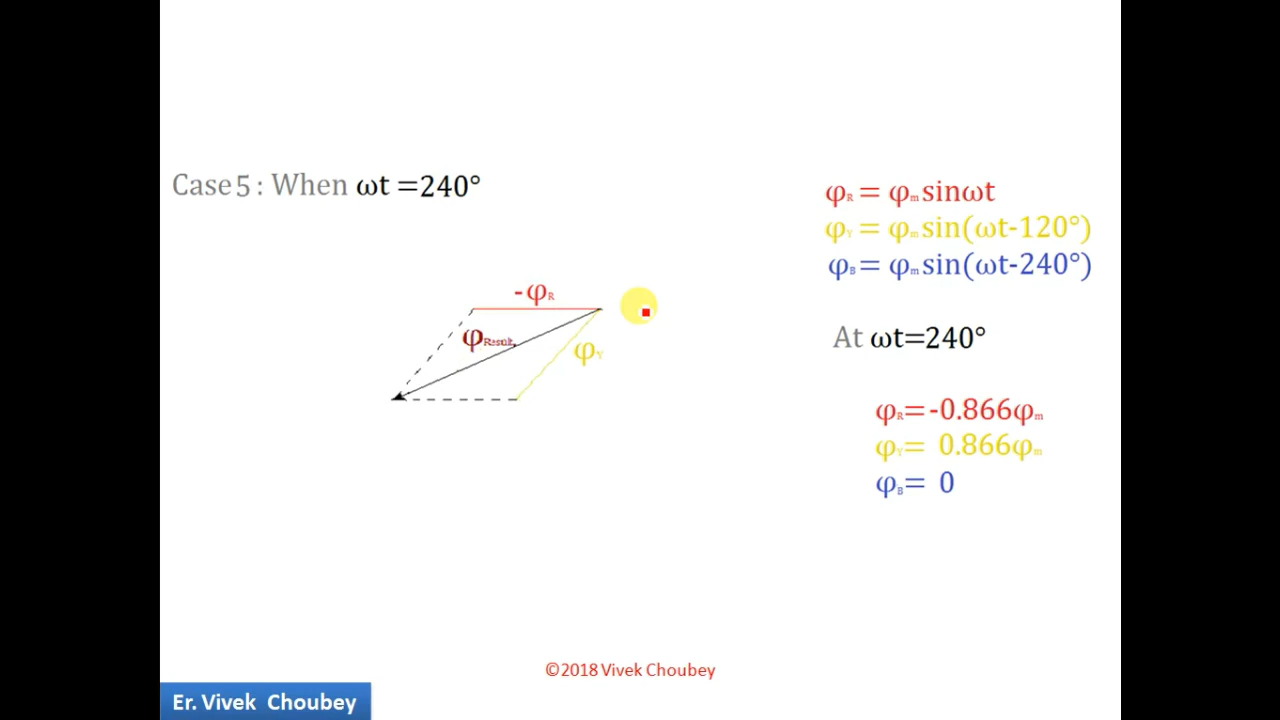 Case 5 : When ωt =240°
φR = φm sinωt
φY = φm sin(ωt-120°)
φB = φm sin(ωt-240°)
-φR
φResult.
φY
At ωt=240°
φR=-0.866φm
φY= 0.866φm
φB= 0
©2018 Vivek Choubey
Er. Vivek Choubey